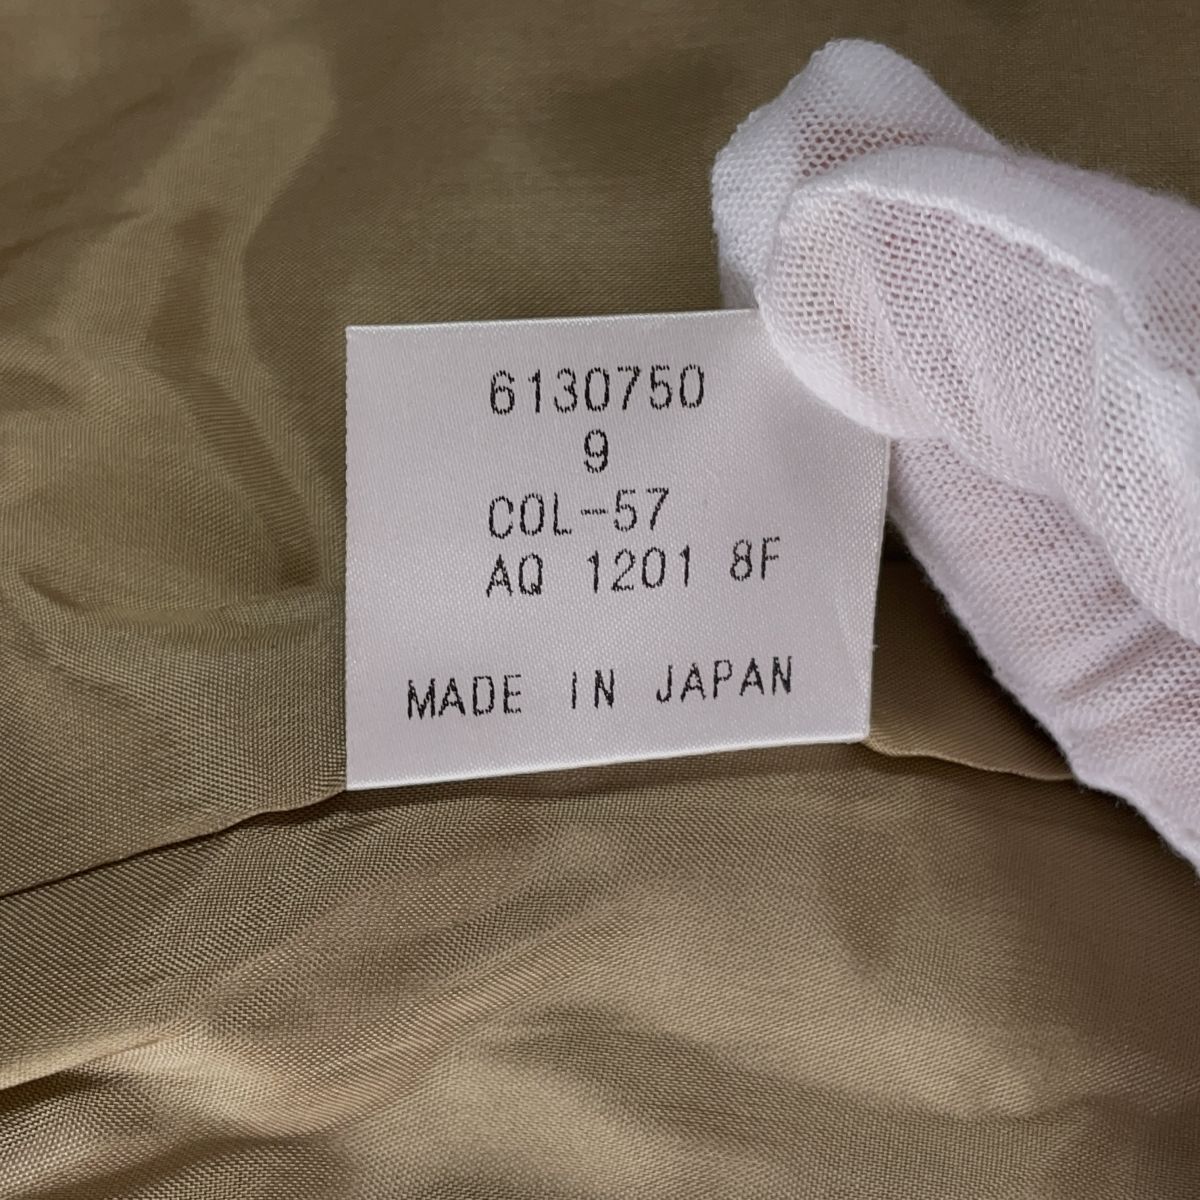 6130750
9
COL-57
AQ 1201 8F
MADE IN JAPAN